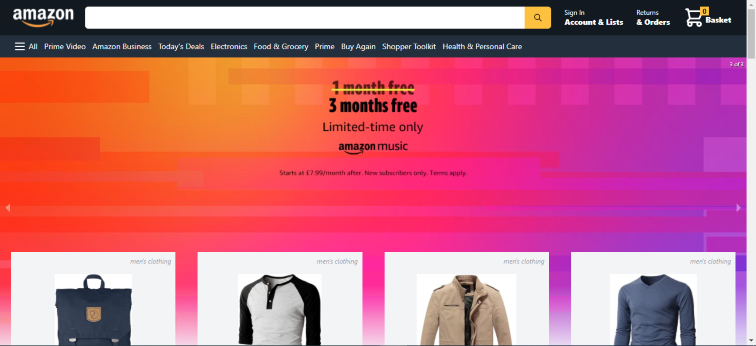 amazon
Sign In
Account & Lists
Returns
& Orders
0
Basket
All Prime Video Amazon Business Today's Deals Electronics Food & Grocery Prime Buy Again Shopper Toolkit Health & Personal Care
3 of 3
1 month free
3 months free
Limited-time only
amazon music
Starts at £7.99/month after. New subscribers only. Terms apply.
men's clothing
men's clothing
men's clothing
men's clothing